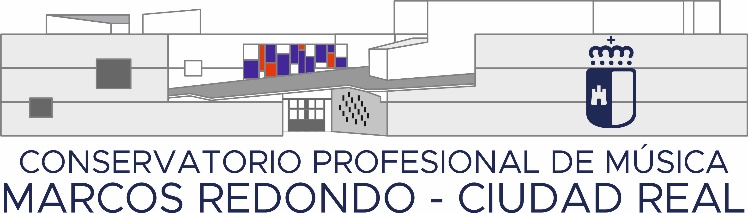 CONSERVATORIO PROFESIONAL DE MÚSICA
MARCOS REDONDO - CIUDAD REAL